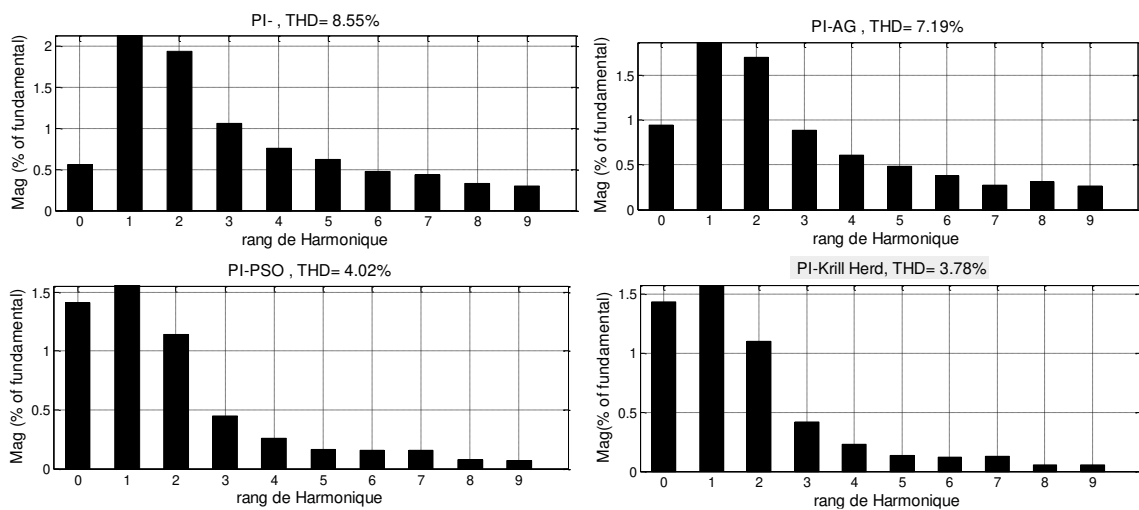 PI- , THD= 8.55%
Mag (% of fundamental)
2
1.5
1
0.5
0
0 1 2 3 4 5 6 7 8 9
rang de Harmonique
PI-AG , THD= 7.19%
Mag (% of fundamental)
1.5
1
0.5
0
0 1 2 3 4 5 6 7 8 9
rang de Harmonique
PI-PSO , THD= 4.02%
Mag (% of fundamental)
1.5
1
0.5
0
0 1 2 3 4 5 6 7 8 9
rang de Harmonique
PI-Krill Herd, THD= 3.78%
Mag(% of fundamental)
1.5
1
0.5
0
0 1 2 3 4 5 6 7 8 9
rang de Harmonique